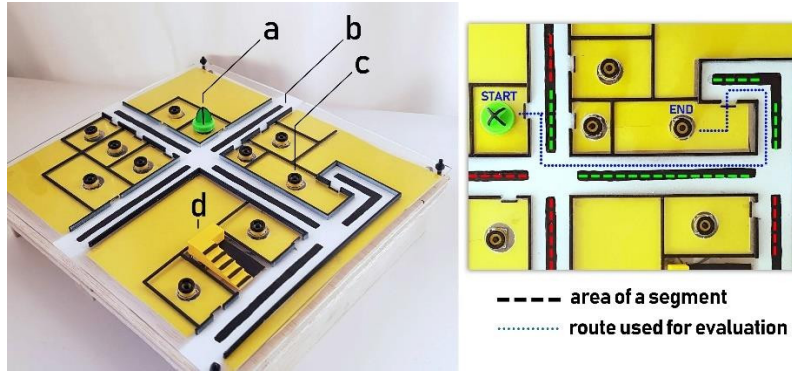 a
b
c
d
START
END
area of a segment
route used for evaluation